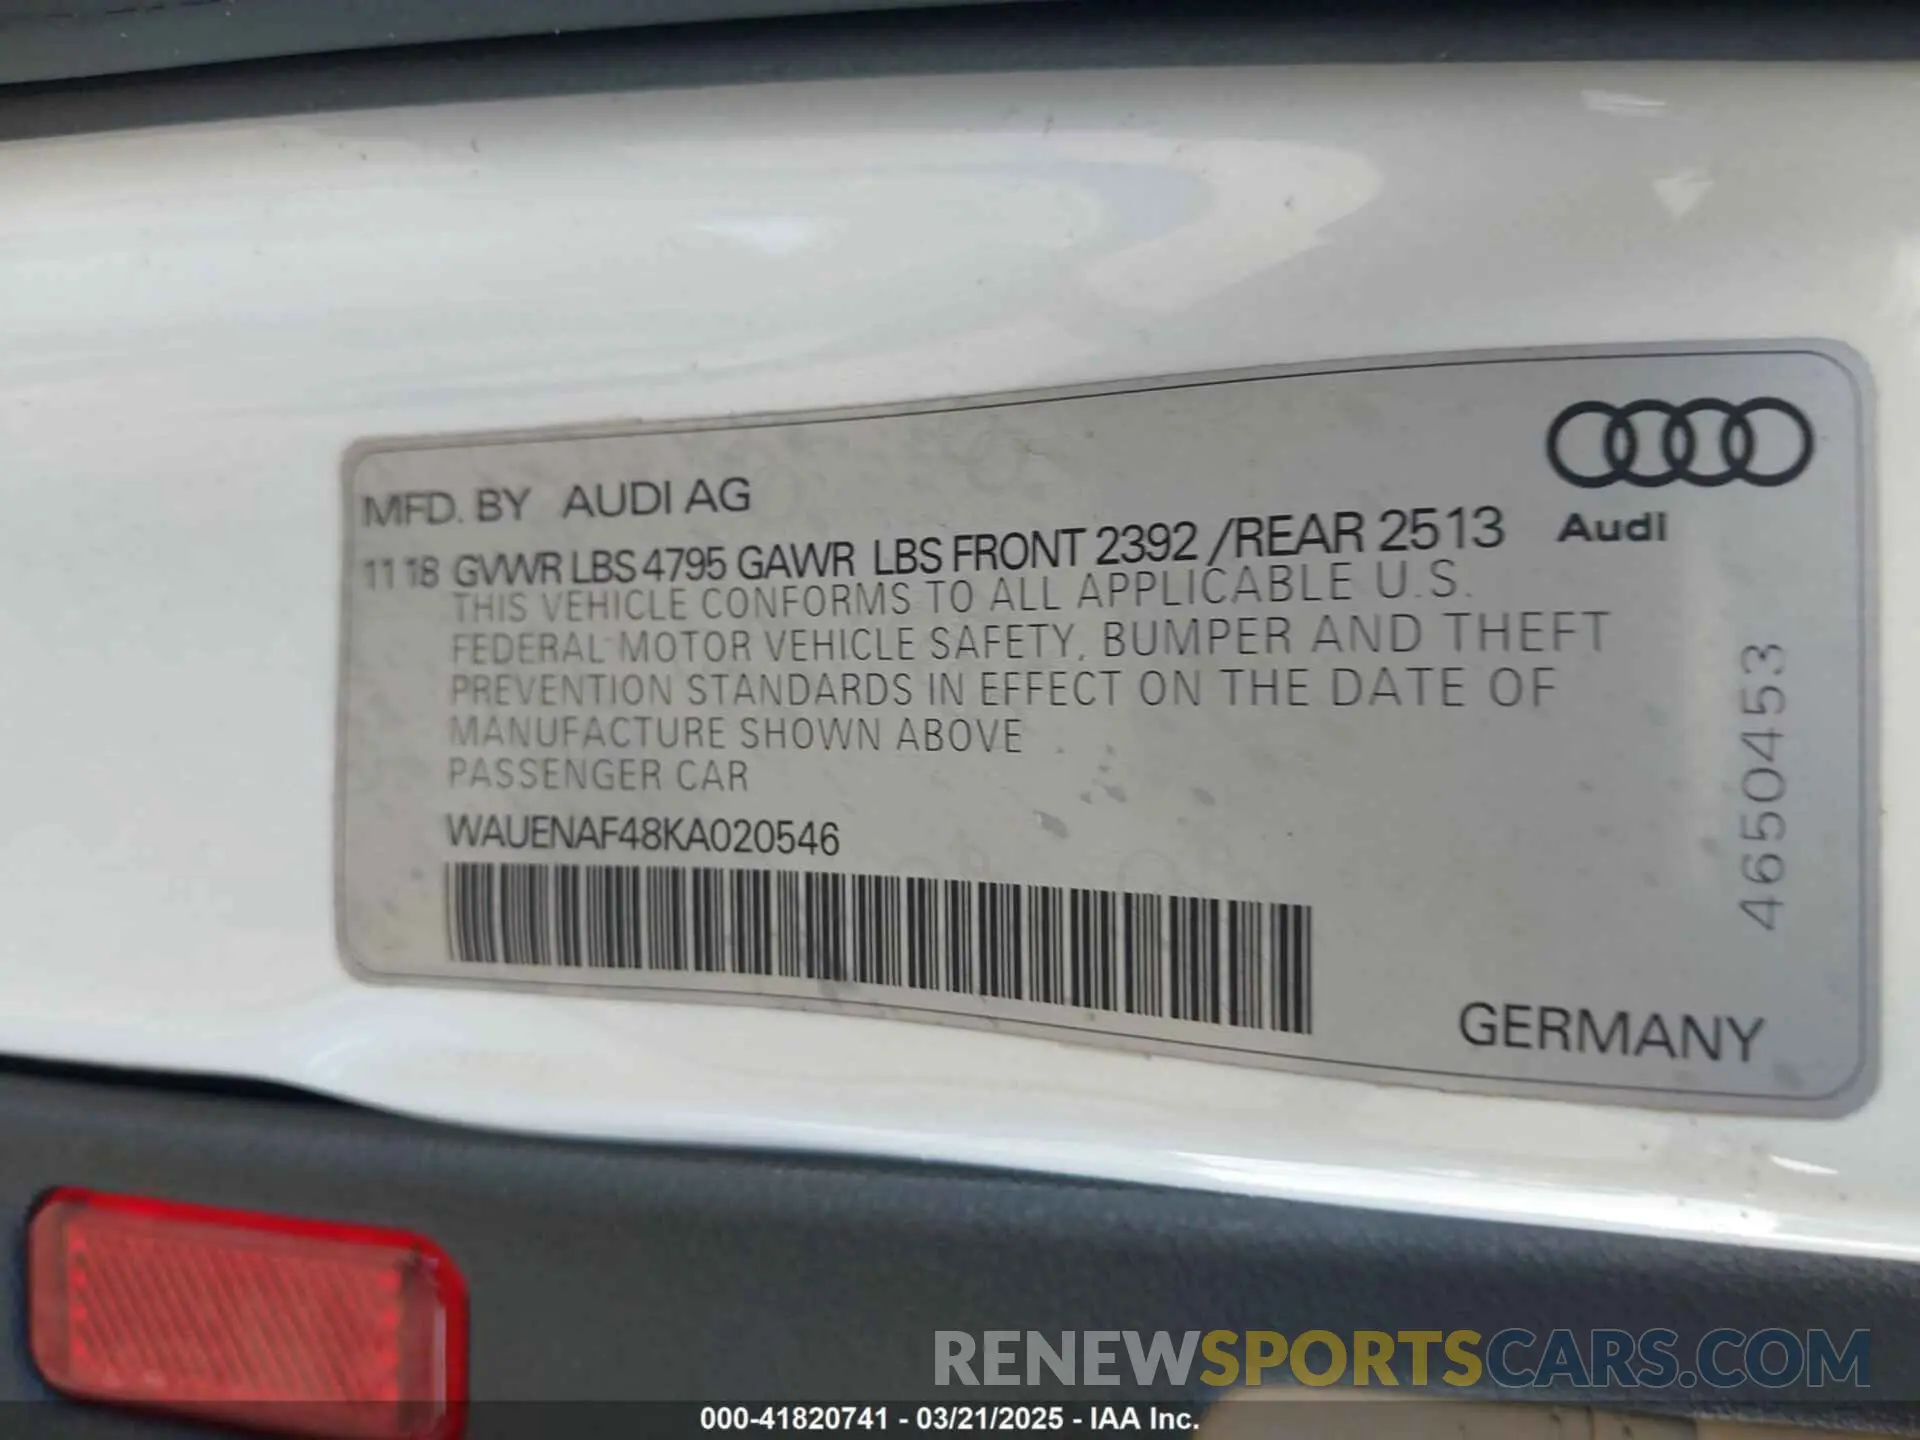 MFD. BY AUDI AG
11 18 GVWR LBS 4795 GAWR LBS FRONT 2392 /REAR 2513
THIS VEHICLE CONFORMS TO ALL APPLICABLE U.S.
FEDERAL MOTOR VEHICLE SAFETY, BUMPER AND THEFT
PREVENTION STANDARDS IN EFFECT ON THE DATE OF
MANUFACTURE SHOWN ABOVE
PASSENGER CAR
WAUENAF48KA020546
Audi
4650453
GERMANY
RENEWSPORTSCARS.COM
000-41820741 - 03/21/2025 - IAA Inc.